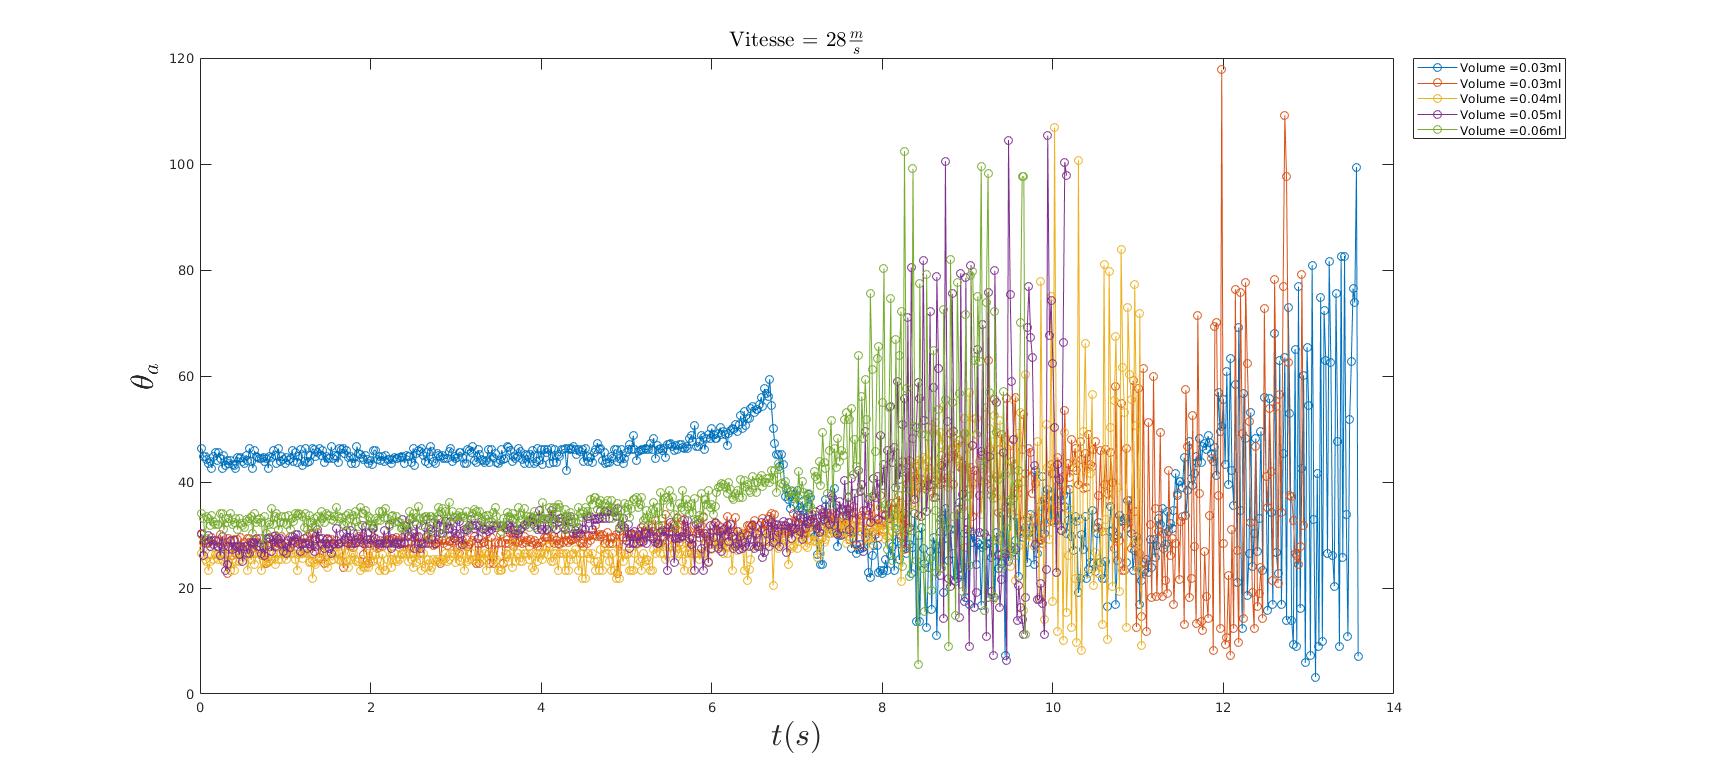 Vitesse = 28 m/s
120
100
80
60
40
20
0
θₐ
0 2 4 6 8 10 12 14
t(s)
Volume =0.03ml
Volume =0.03ml
Volume =0.04ml
Volume =0.05ml
Volume =0.06ml